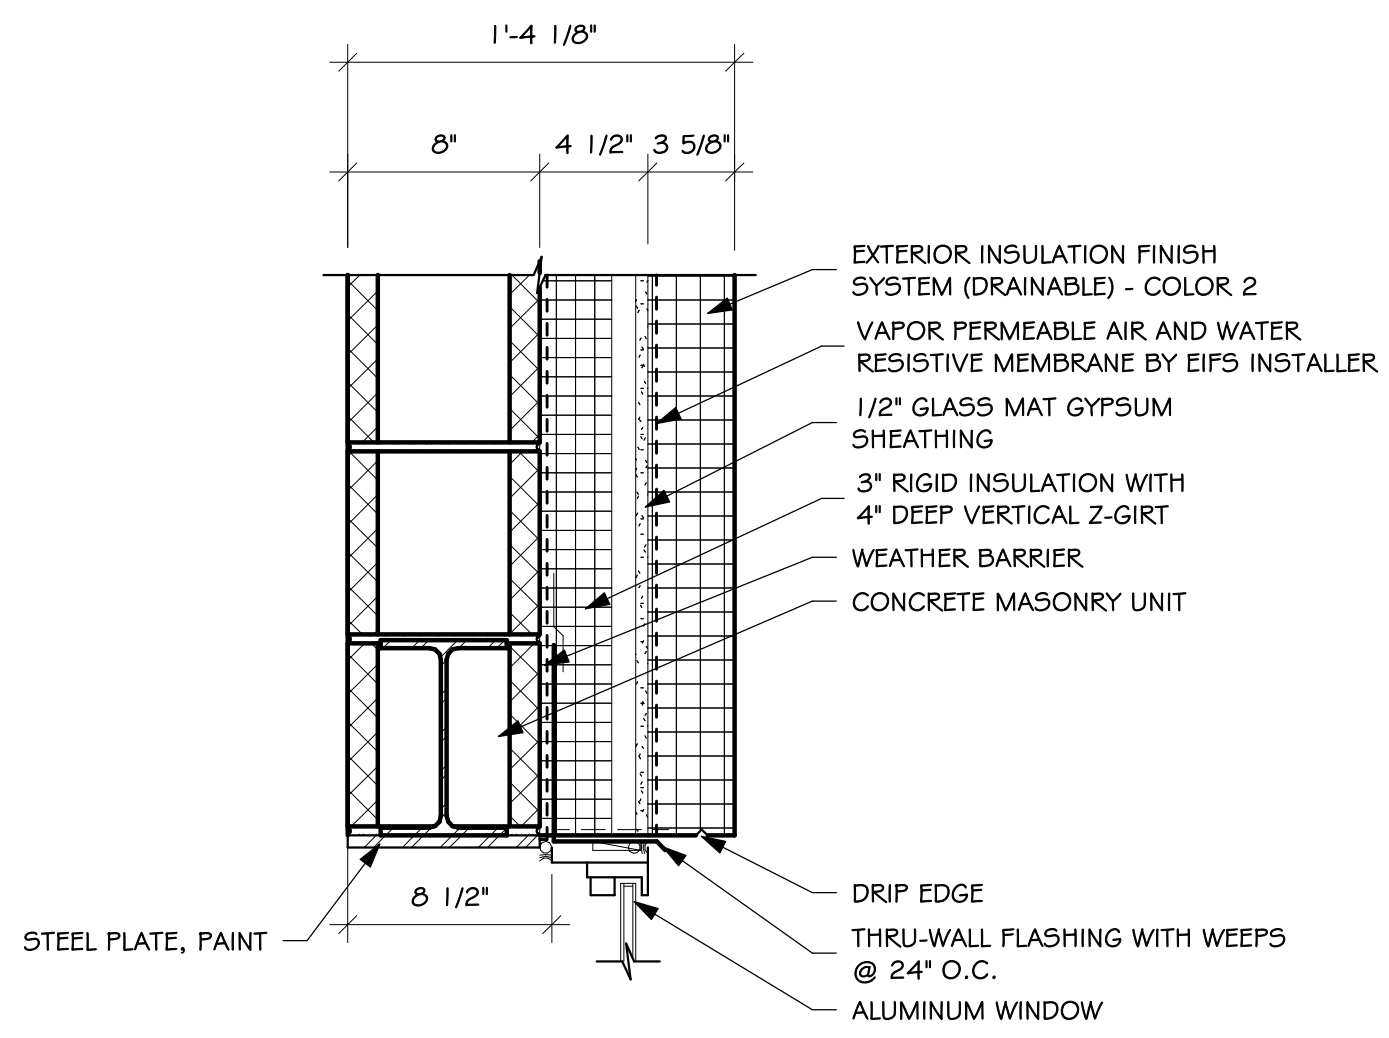 1'-4 1/8"
8"
4 1/2"
3 5/8"
EXTERIOR INSULATION FINISH
SYSTEM (DRAINABLE) - COLOR 2
VAPOR PERMEABLE AIR AND WATER
RESISTIVE MEMBRANE BY EIFS INSTALLER
1/2" GLASS MAT GYPSUM
SHEATHING
3" RIGID INSULATION WITH
4" DEEP VERTICAL Z-GIRT
WEATHER BARRIER
CONCRETE MASONRY UNIT
8 1/2"
STEEL PLATE, PAINT
DRIP EDGE
THRU-WALL FLASHING WITH WEEPS
@ 24" O.C.
ALUMINUM WINDOW